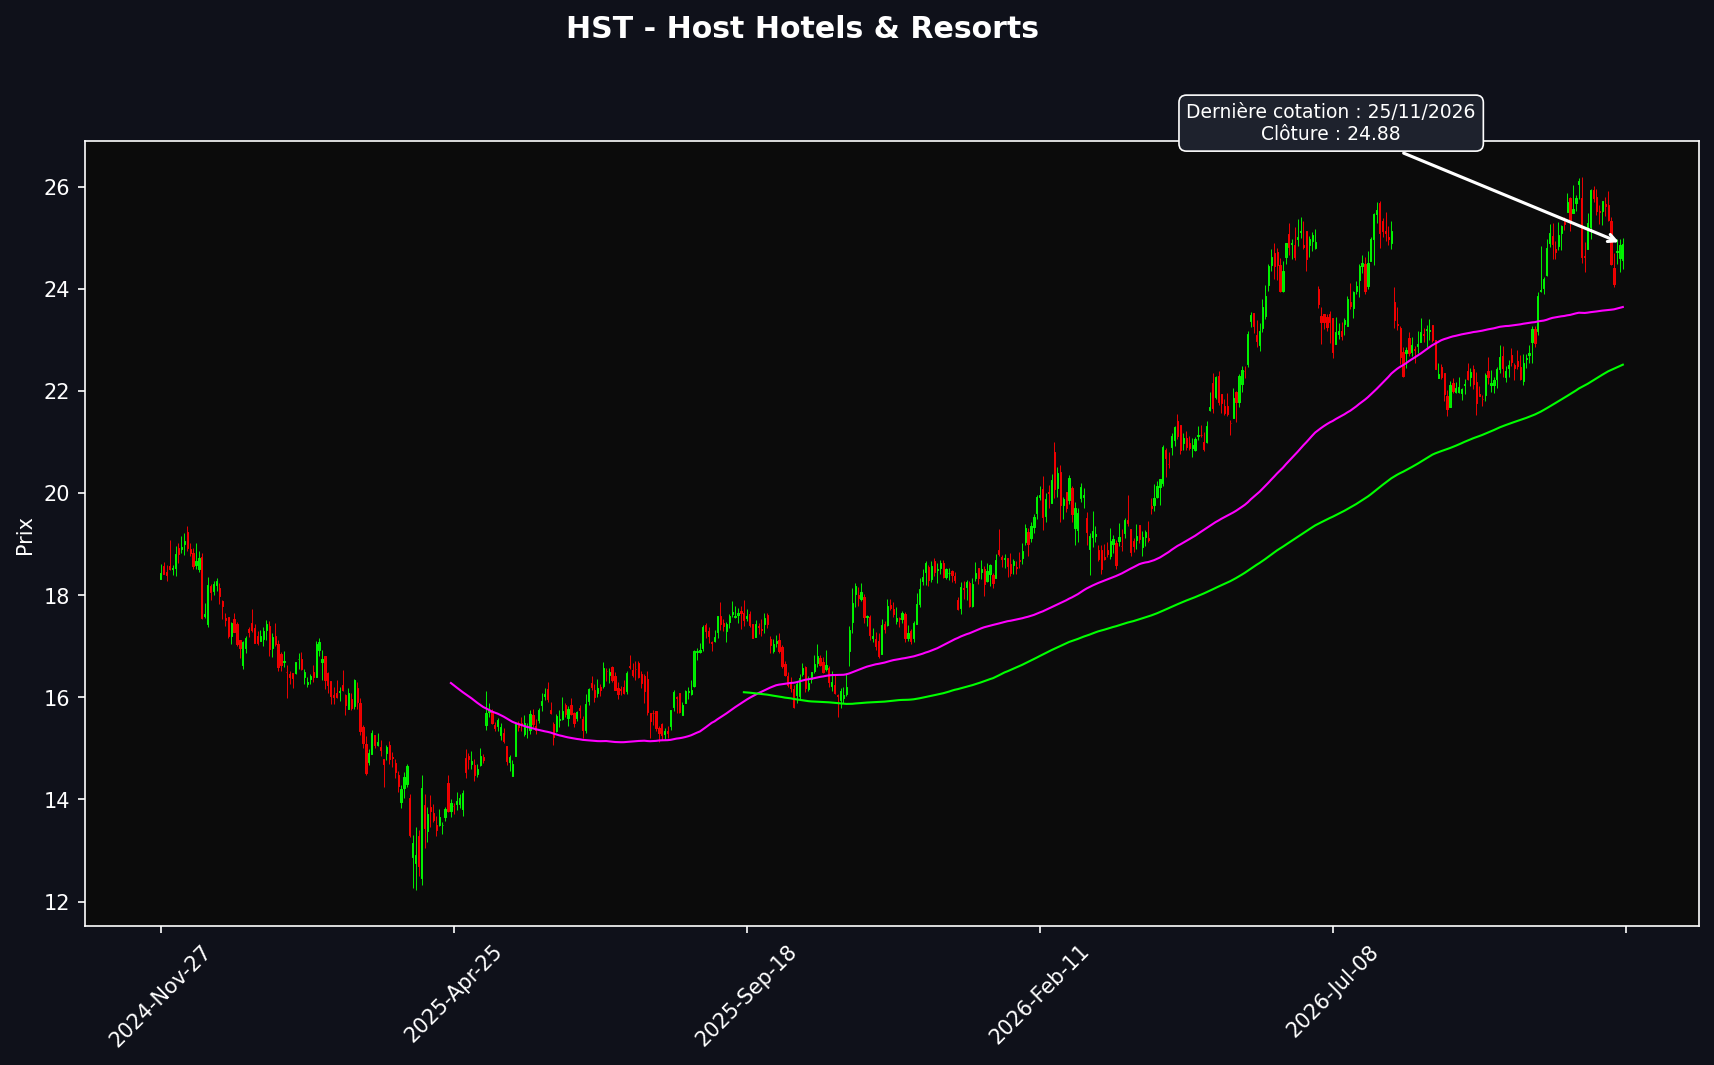 HST - Host Hotels & Resorts
Dernière cotation : 25/11/2026
Clôture : 24.88
Prix
26
24
22
20
18
16
14
12
2024-Nov-27
2025-Apr-25
2025-Sep-18
2026-Feb-11
2026-Jul-08